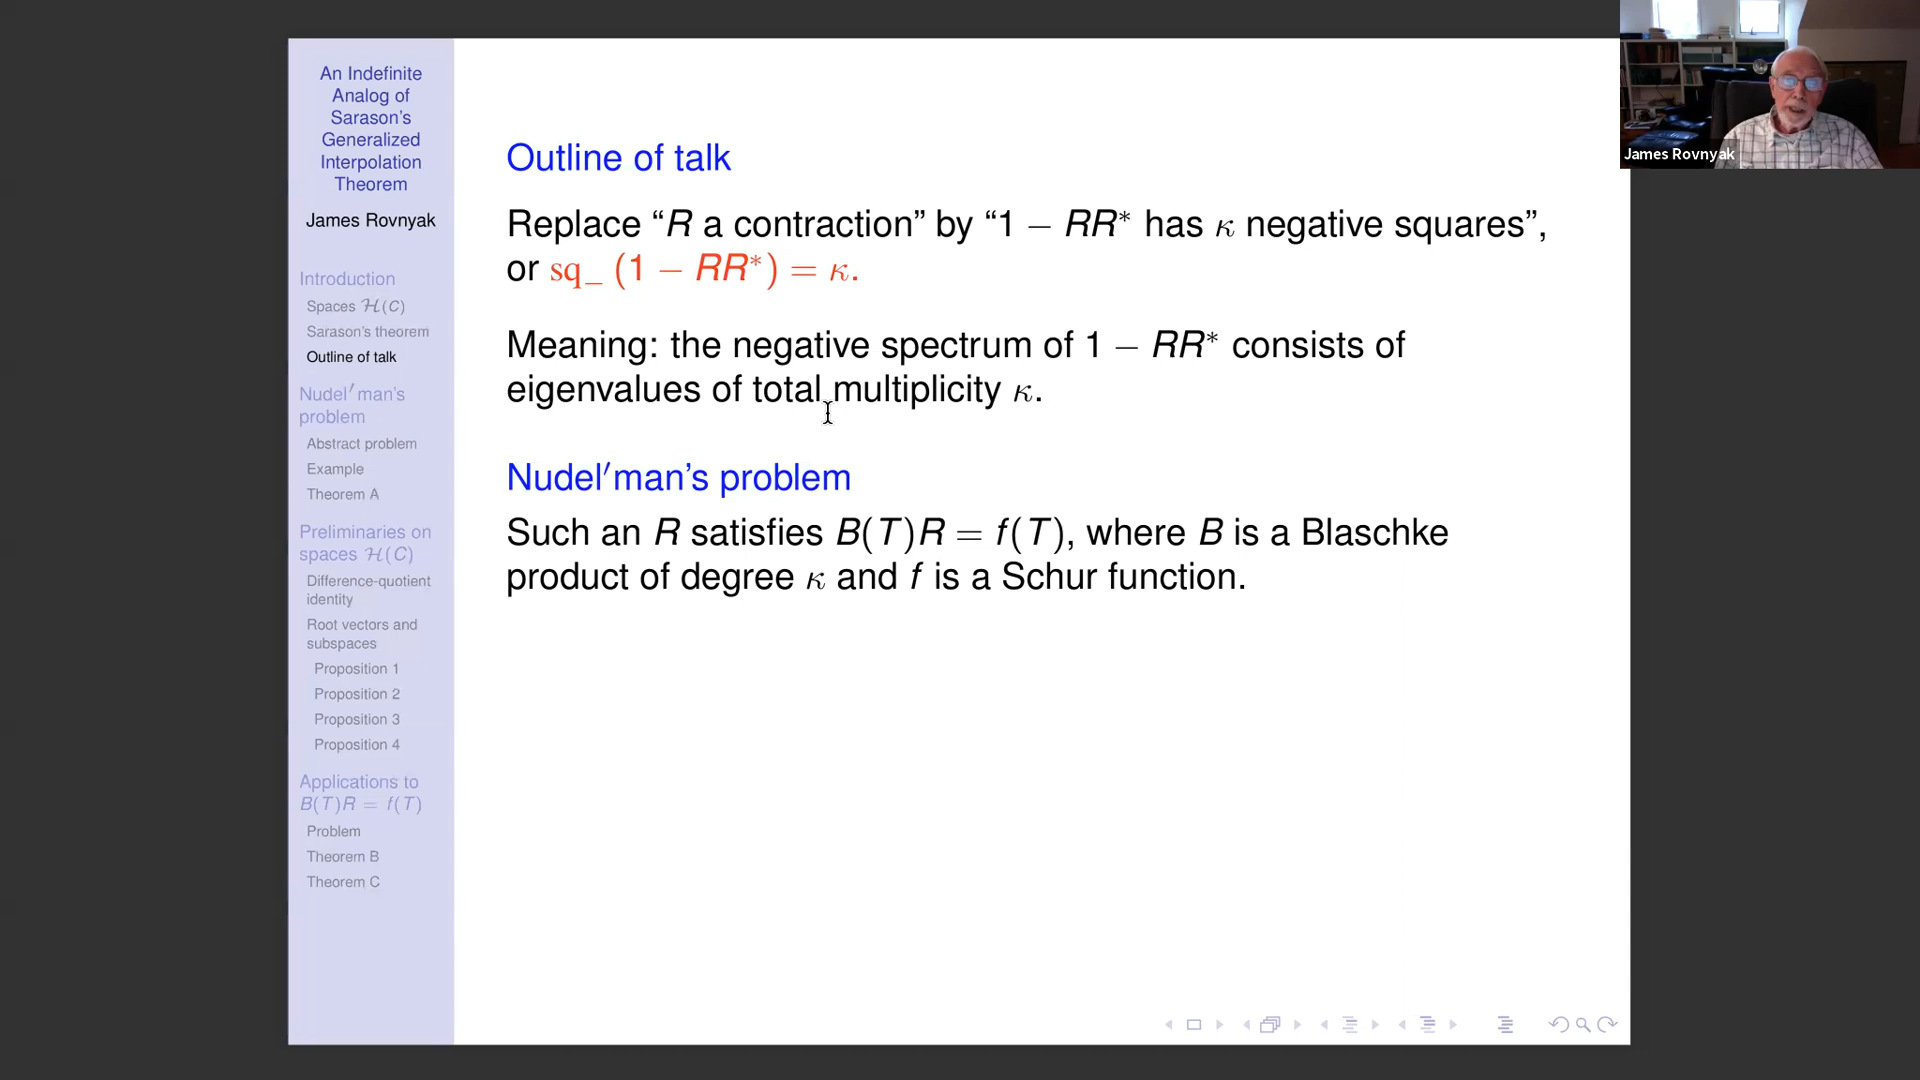 An Indefinite
Analog of
Sarason's
Generalized
Interpolation
Theorem
James Rovnyak
Introduction
Spaces ℋ(C)
Sarason's theorem
Outline of talk
Nudel′man's
problem
Abstract problem
Example
Theorem A
Preliminaries on
spaces ℋ(C)
Difference-quotient
identity
Root vectors and
subspaces
Proposition 1
Proposition 2
Proposition 3
Proposition 4
Applications to
B(T)R = f(T)
Problem
Theorem B
Theorem C
Outline of talk
Replace “R a contraction” by “1 − RR* has κ negative squares”,
or sq_ (1 − RR*) = κ.
Meaning: the negative spectrum of 1 − RR* consists of
eigenvalues of total multiplicity κ.
Nudel′man's problem
Such an R satisfies B(T)R = f(T), where B is a Blaschke
product of degree κ and f is a Schur function.
James Rovnyak